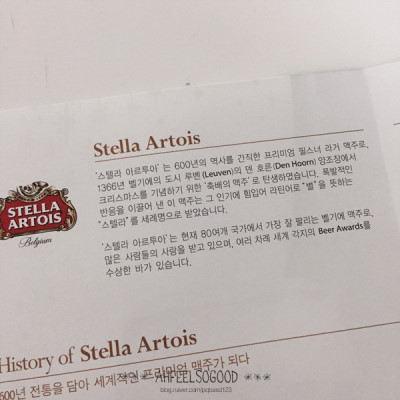 Stella Artois
'스텔라 아르투아' 는 600년의 역사를 간직한 프리미엄 필스너 라거 맥주로,
1366년 벨기에의 도시 루벤(Leuven)의 덴 호른(Den Hoorn) 양조장에서
크리스마스를 기념하기 위한 '축배의 맥주' 로 탄생하였습니다. 폭발적인
반응을 이끌어 낸 이 맥주는 그 인기에 힘입어 라틴어로 "별" 을 뜻하는
"스텔라" 를 세례명으로 받았습니다.
'스텔라 아르투아' 는 현재 80여개 국가에서 가장 잘 팔리는 벨기에 맥주로,
많은 사람들의 사랑을 받고 있으며, 여러 차례 세계 각지의 Beer Awards를
수상한 바가 있습니다.
STELLA
ARTOIS
Belgium
History of Stella Artois
600년 전통을 담아 세계적인 프리미엄 맥주가 되다
AHFEELSOGOOD